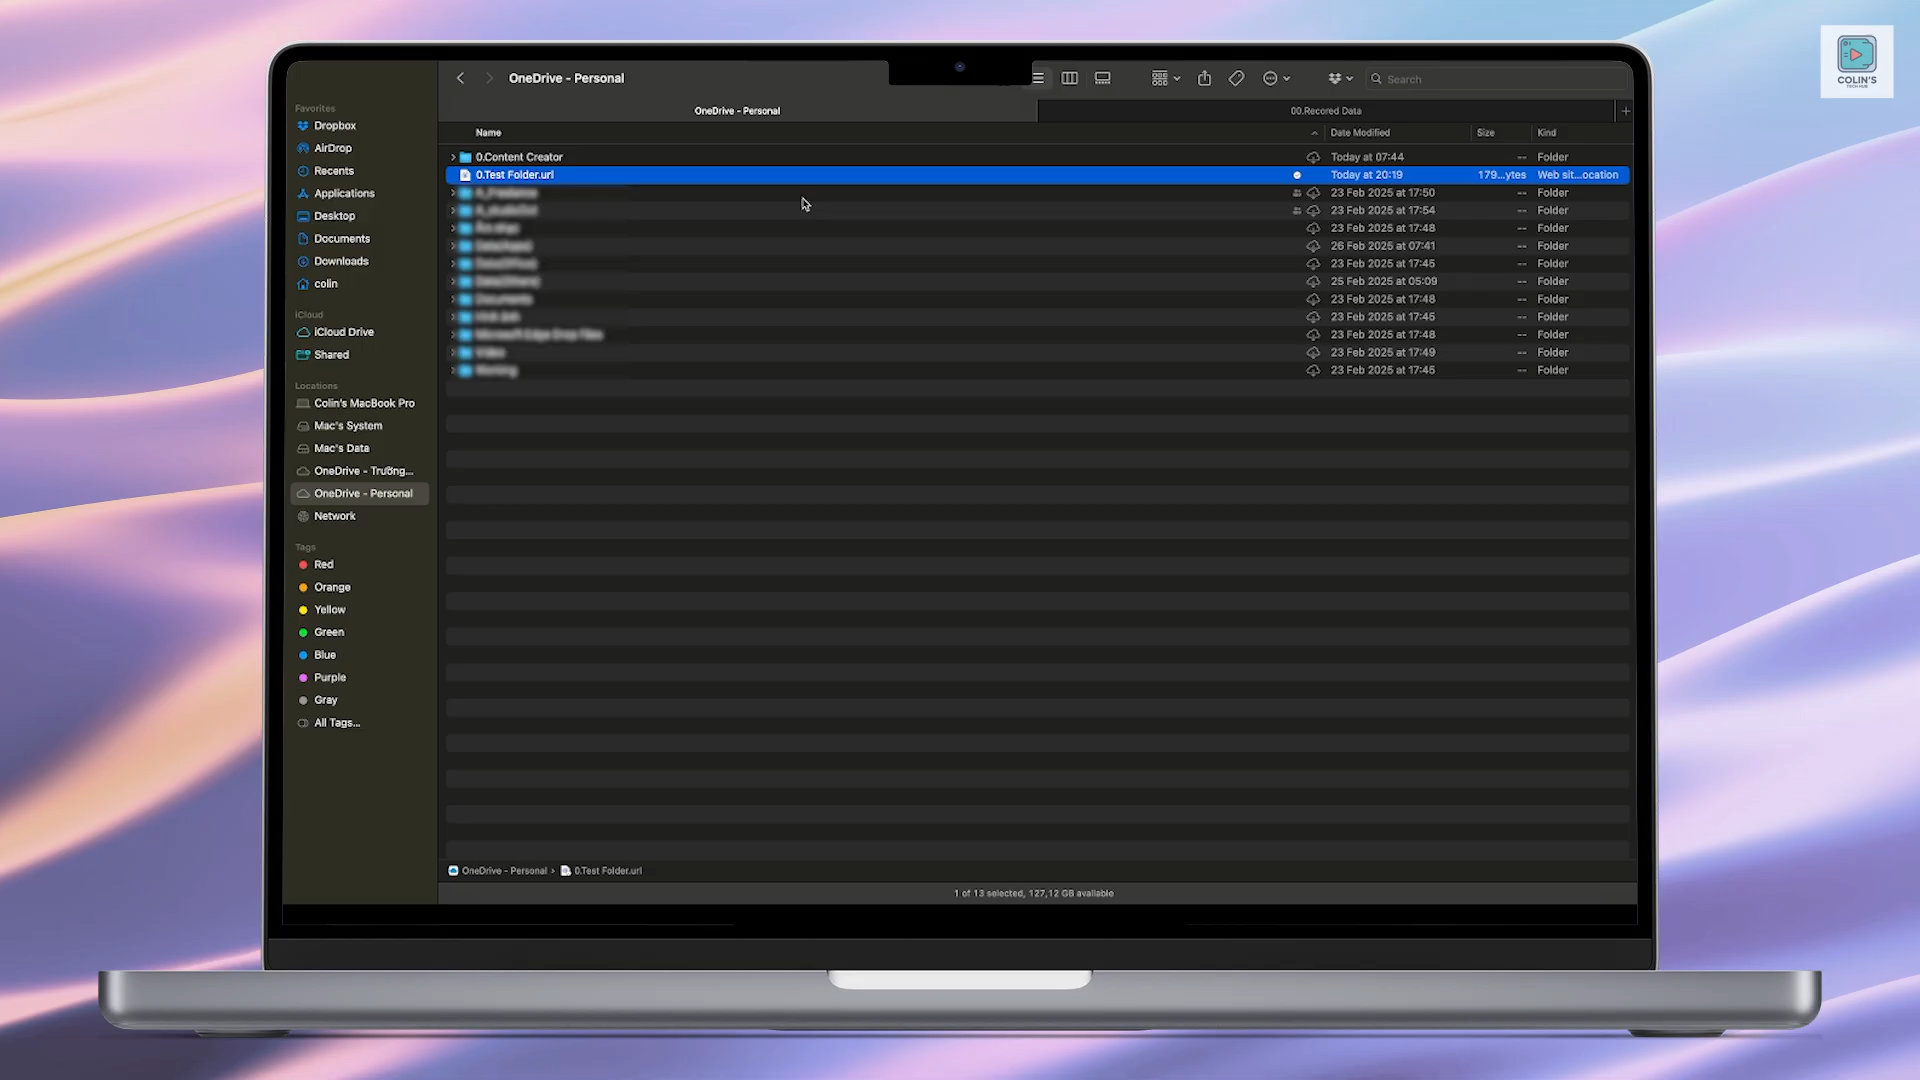 COLIN'S
TECH HUB
OneDrive - Personal
Search
OneDrive - Personal
00.Recored Data
Name
Date Modified
Size
Kind
0.Content Creator
Today at 07:44
--
Folder
0.Test Folder.url
Today at 20:19
179...ytes
Web sit...ocation
23 Feb 2025 at 17:50
--
Folder
23 Feb 2025 at 17:54
--
Folder
23 Feb 2025 at 17:48
--
Folder
26 Feb 2025 at 07:41
--
Folder
23 Feb 2025 at 17:45
--
Folder
25 Feb 2025 at 05:09
--
Folder
23 Feb 2025 at 17:48
--
Folder
23 Feb 2025 at 17:45
--
Folder
Microsoft Edge Drop Files
23 Feb 2025 at 17:48
--
Folder
23 Feb 2025 at 17:49
--
Folder
23 Feb 2025 at 17:45
--
Folder
Favorites
Dropbox
AirDrop
Recents
Applications
Desktop
Documents
Downloads
colin
iCloud
iCloud Drive
Shared
Locations
Colin's MacBook Pro
Mac's System
Mac's Data
OneDrive - Trường...
OneDrive - Personal
Network
Tags
Red
Orange
Yellow
Green
Blue
Purple
Gray
All Tags...
OneDrive - Personal › 0.Test Folder.url
1 of 13 selected, 127,12 GB available